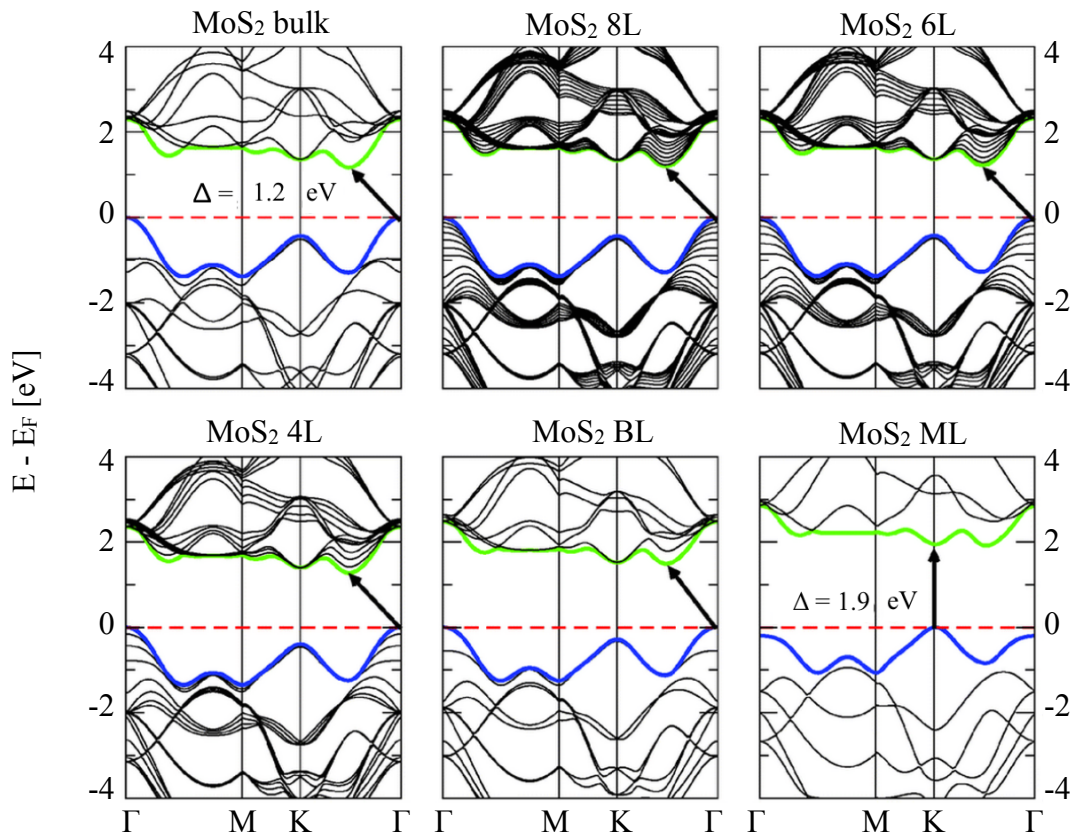 MoS₂ bulk MoS₂ 8L MoS₂ 6L
4 4
2 2
Δ = 1.2 eV
0 0
-2 -2
-4 -4
E - E_F [eV]
MoS₂ 4L MoS₂ BL MoS₂ ML
4 4
2 2
Δ = 1.9 eV
0 0
-2 -2
-4 -4
Γ M K Γ M K Γ M K Γ